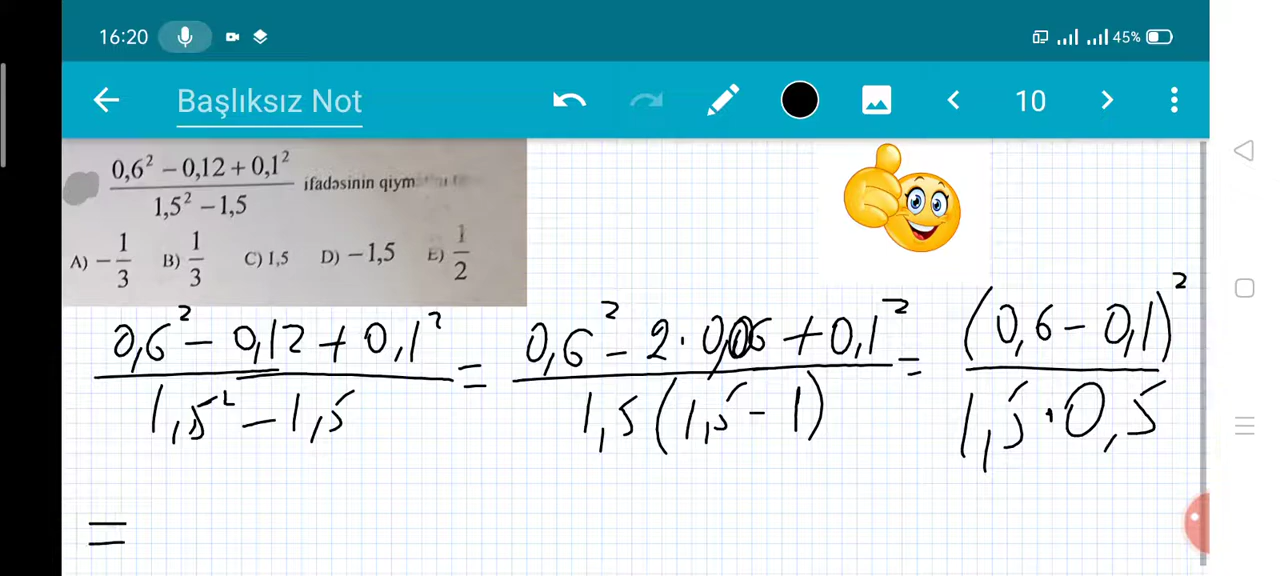 16:20 45%
Başlıksız Not 10
0,6² − 0,12 + 0,1²
1,5² − 1,5
ifadəsinin
A) −1/3 B) 1/3 C) 1,5 D) −1,5 E) 1/2
0,6² − 0,12 + 0,1² / 1,5² − 1,5 = 0,6² − 2·0,06 + 0,1² / 1,5(1,5 − 1) = (0,6 − 0,1)² / 1,5·0,5
=